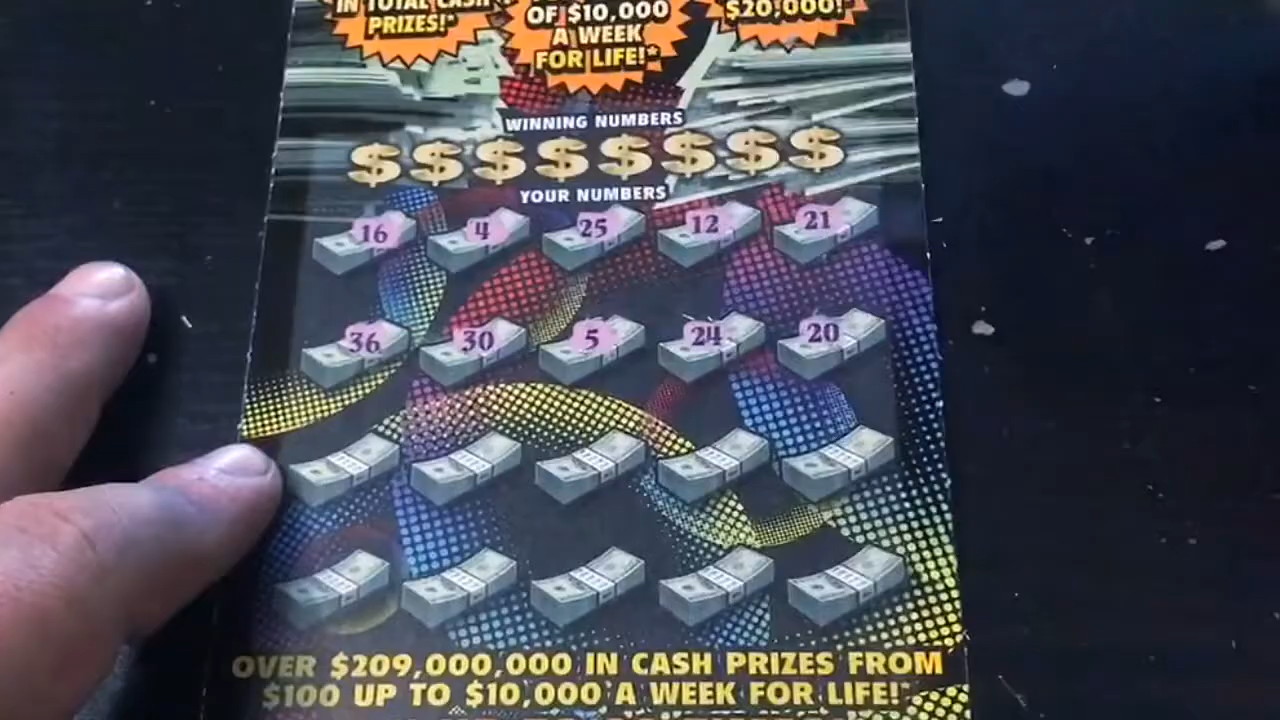 IN TOTAL CASH
PRIZES!*
OF $10,000
A WEEK
FOR LIFE!*
$20,000!*
WINNING NUMBERS
$ $ $ $ $ $ $ $
YOUR NUMBERS
16 4 25 12 21
36 30 5 24 20
OVER $209,000,000 IN CASH PRIZES FROM
$100 UP TO $10,000 A WEEK FOR LIFE!*